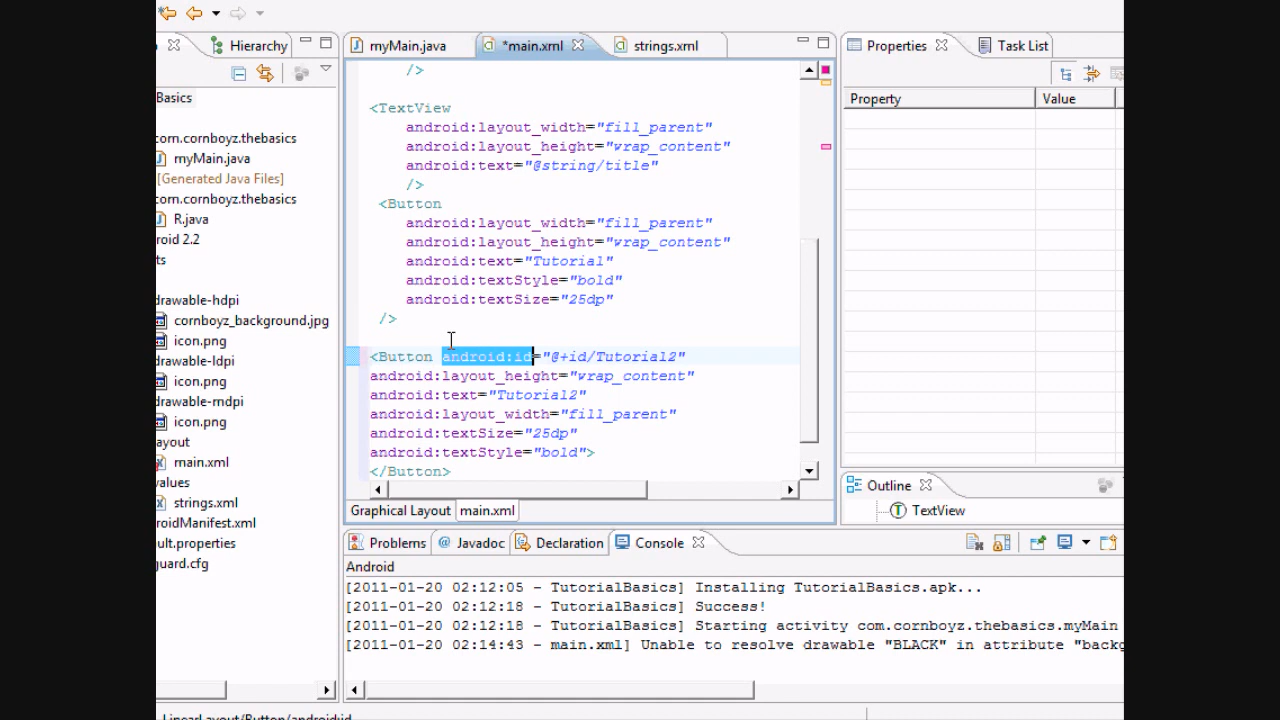 Hierarchy
Basics
com.cornboyz.thebasics
myMain.java
[Generated Java Files]
com.cornboyz.thebasics
R.java
roid 2.2
ts
drawable-hdpi
cornboyz_background.jpg
icon.png
drawable-ldpi
icon.png
drawable-mdpi
icon.png
ayout
main.xml
values
strings.xml
roidManifest.xml
ult.properties
guard.cfg
myMain.java *main.xml strings.xml
/>
<TextView
android:layout_width="fill_parent"
android:layout_height="wrap_content"
android:text="@string/title"
/>
<Button
android:layout_width="fill_parent"
android:layout_height="wrap_content"
android:text="Tutorial"
android:textStyle="bold"
android:textSize="25dp"
/>
<Button android:id="@+id/Tutorial2"
android:layout_height="wrap_content"
android:text="Tutorial2"
android:layout_width="fill_parent"
android:textSize="25dp"
android:textStyle="bold">
</Button>
Graphical Layout main.xml
Properties Task List
Property Value
Outline
TextView
Problems @ Javadoc Declaration Console
Android
[2011-01-20 02:12:05 - TutorialBasics] Installing TutorialBasics.apk...
[2011-01-20 02:12:18 - TutorialBasics] Success!
[2011-01-20 02:12:18 - TutorialBasics] Starting activity com.cornboyz.thebasics.myMain
[2011-01-20 02:14:43 - main.xml] Unable to resolve drawable "BLACK" in attribute "backg
LinearLayout/Button/android:id